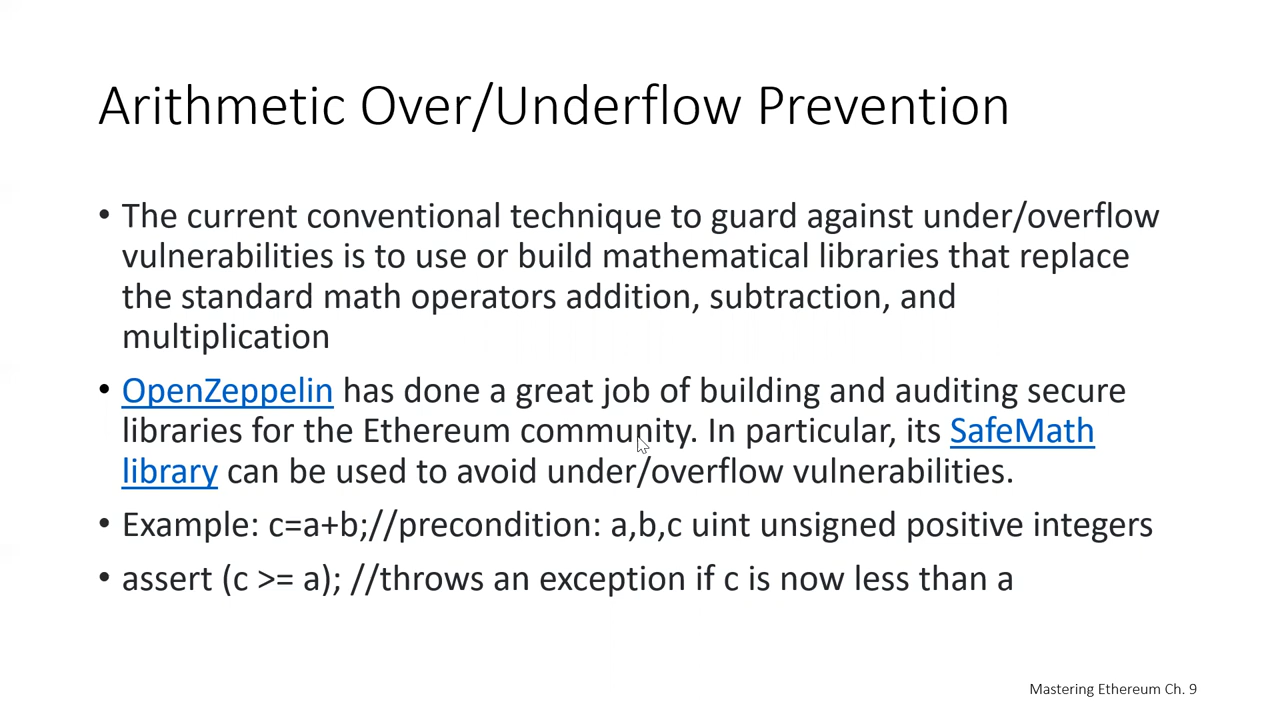 Arithmetic Over/Underflow Prevention
• The current conventional technique to guard against under/overflow
vulnerabilities is to use or build mathematical libraries that replace
the standard math operators addition, subtraction, and
multiplication
• OpenZeppelin has done a great job of building and auditing secure
libraries for the Ethereum community. In particular, its SafeMath
library can be used to avoid under/overflow vulnerabilities.
• Example: c=a+b;//precondition: a,b,c uint unsigned positive integers
• assert (c >= a); //throws an exception if c is now less than a
Mastering Ethereum Ch. 9